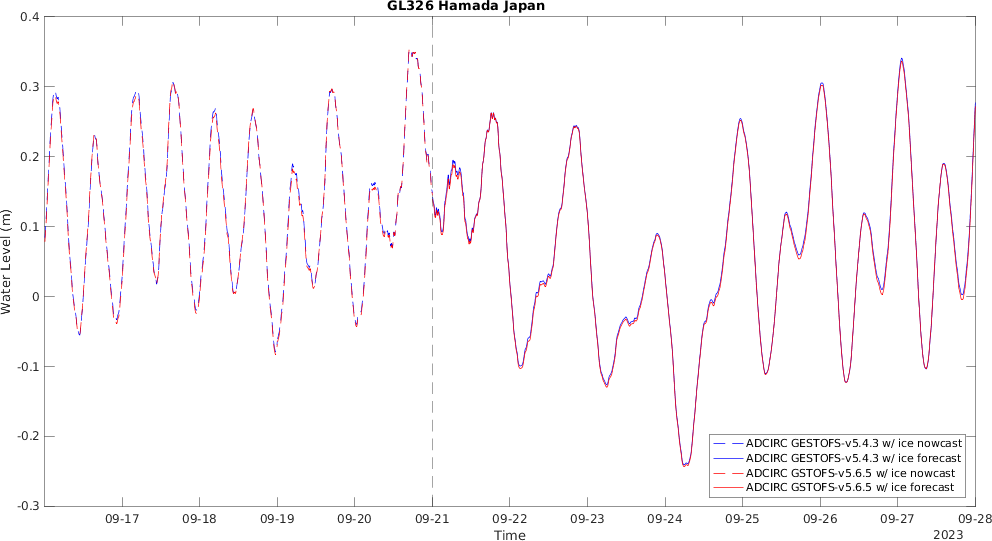 GL326 Hamada Japan
Water Level (m)
0.4
0.3
0.2
0.1
0
-0.1
-0.2
-0.3
ADCIRC GESTOFS-v5.4.3 w/ ice nowcast
ADCIRC GESTOFS-v5.4.3 w/ ice forecast
ADCIRC GSTOFS-v5.6.5 w/ ice nowcast
ADCIRC GSTOFS-v5.6.5 w/ ice forecast
09-17 09-18 09-19 09-20 09-21 09-22 09-23 09-24 09-25 09-26 09-27 09-28
Time
2023